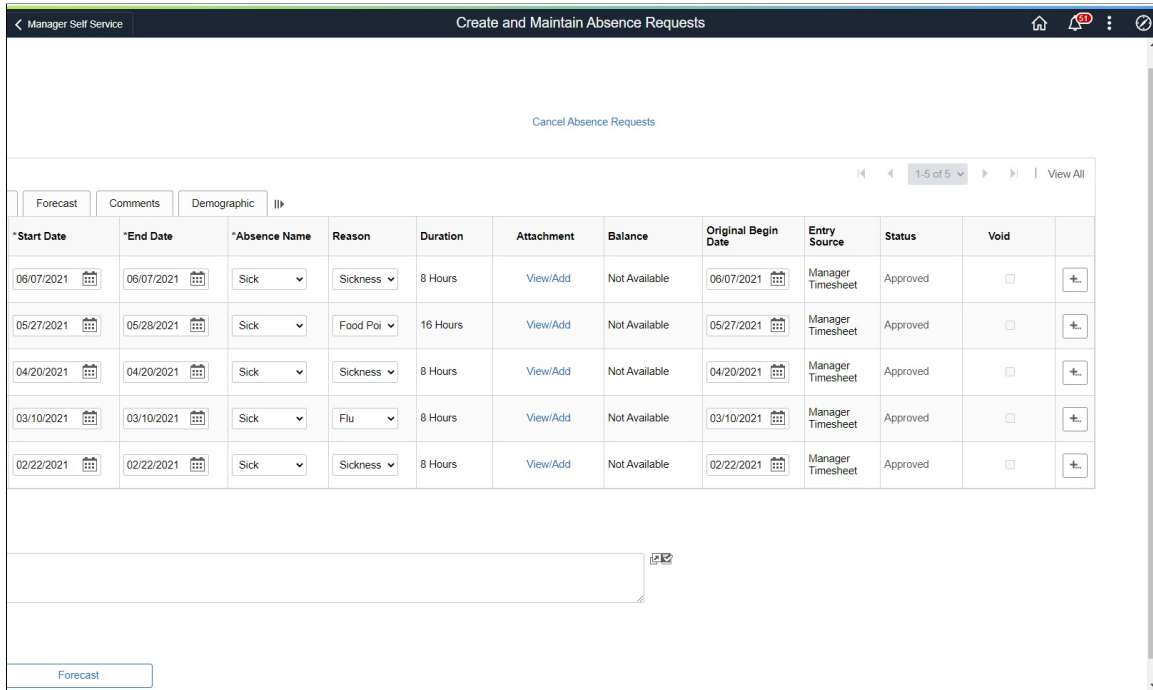 Manager Self Service
Create and Maintain Absence Requests
51
Cancel Absence Requests
1-5 of 5
View All
Forecast
Comments
Demographic
*Start Date *End Date *Absence Name Reason Duration Attachment Balance Original Begin Date Entry Source Status Void
06/07/2021 06/07/2021 Sick Sickness 8 Hours View/Add Not Available 06/07/2021 Manager Timesheet Approved
05/27/2021 05/28/2021 Sick Food Poi 16 Hours View/Add Not Available 05/27/2021 Manager Timesheet Approved
04/20/2021 04/20/2021 Sick Sickness 8 Hours View/Add Not Available 04/20/2021 Manager Timesheet Approved
03/10/2021 03/10/2021 Sick Flu 8 Hours View/Add Not Available 03/10/2021 Manager Timesheet Approved
02/22/2021 02/22/2021 Sick Sickness 8 Hours View/Add Not Available 02/22/2021 Manager Timesheet Approved
Forecast